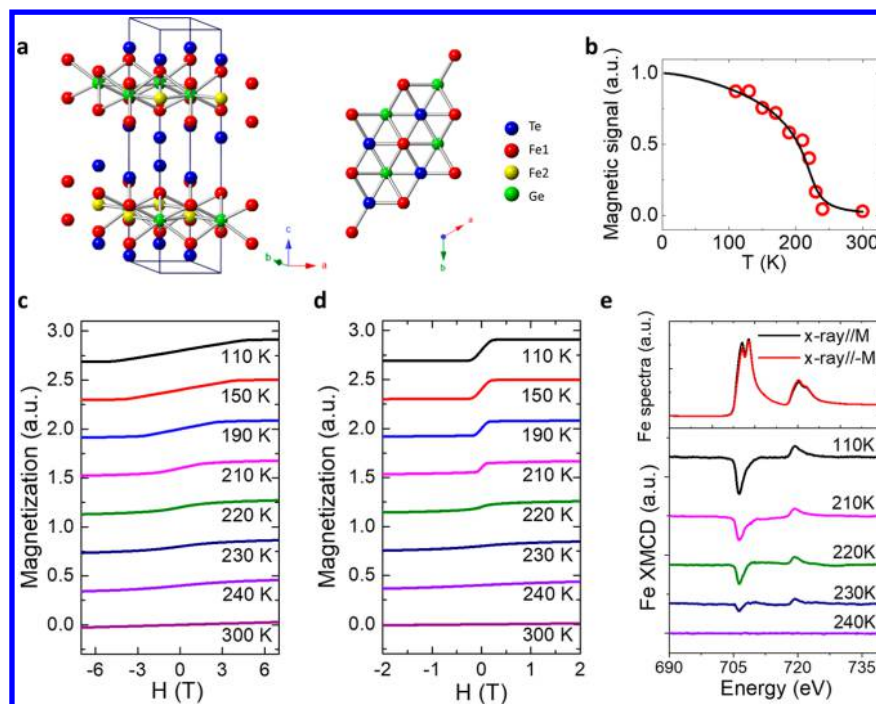 a
c
b
a
a
b
Te
Fe1
Fe2
Ge
b
Magnetic signal (a.u.)
1.0
0.5
0.0
0
100
200
300
T (K)
c
Magnetization (a.u.)
3.0
2.5
2.0
1.5
1.0
0.5
0.0
110 K
150 K
190 K
210 K
220 K
230 K
240 K
300 K
-6
-3
0
3
6
H (T)
d
Magnetization (a.u.)
3.0
2.5
2.0
1.5
1.0
0.5
0.0
110 K
150 K
190 K
210 K
220 K
230 K
240 K
300 K
-2
-1
0
1
2
H (T)
e
Fe spectra (a.u.)
x-ray//M
x-ray//-M
Fe XMCD (a.u.)
110K
210K
220K
230K
240K
690
705
720
735
Energy (eV)